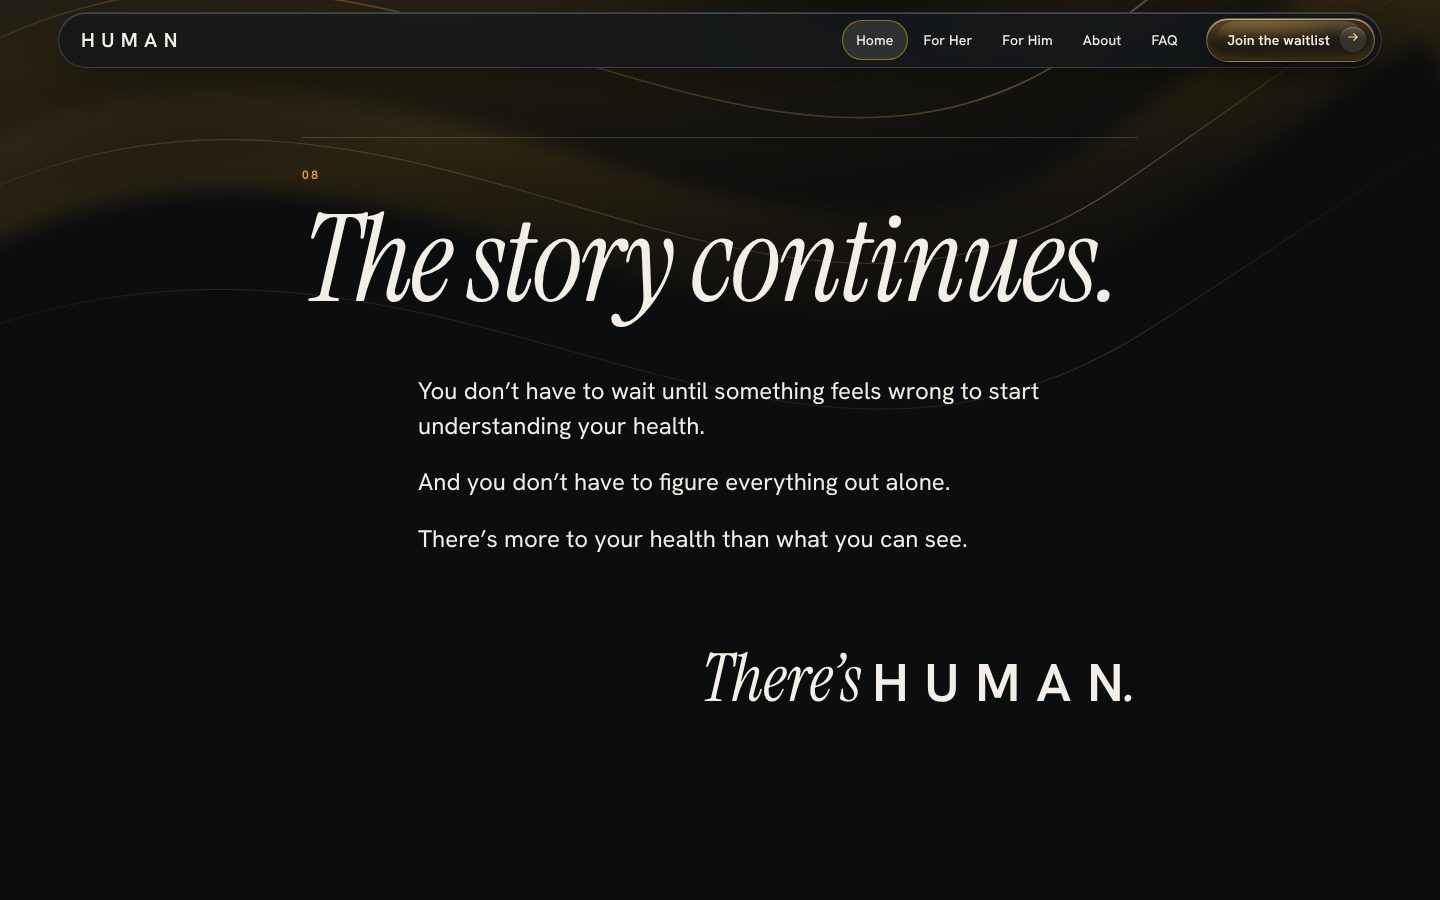 HUMAN
Home
For Her
For Him
About
FAQ
Join the waitlist
08
The story continues.
You don’t have to wait until something feels wrong to start
understanding your health.
And you don’t have to figure everything out alone.
There’s more to your health than what you can see.
There’s HUMAN.